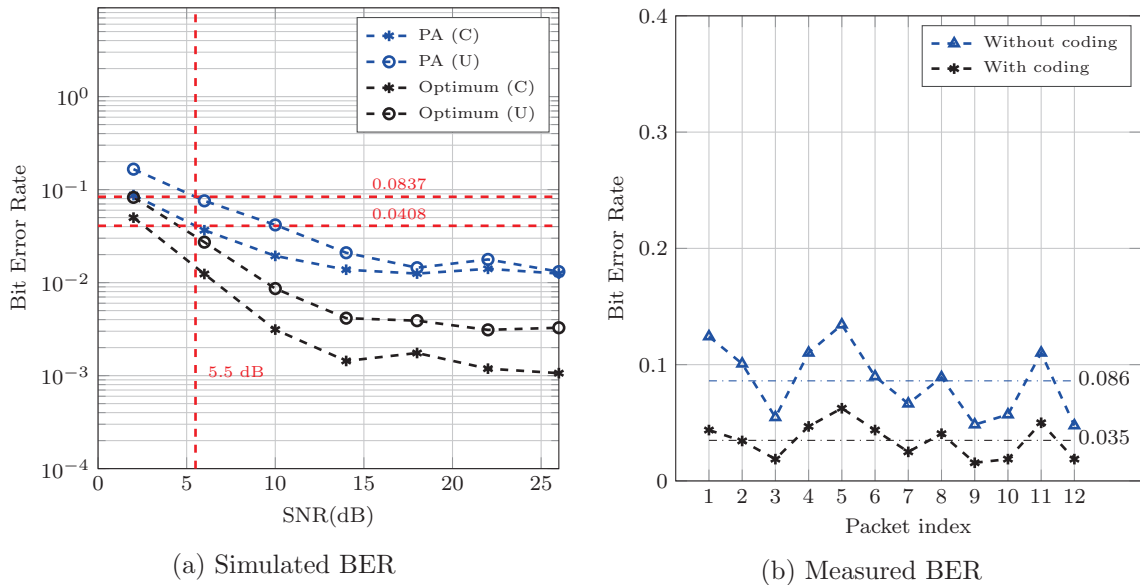 PA (C)
PA (U)
Optimum (C)
Optimum (U)
10^0
10^−1
10^−2
10^−3
10^−4
Bit Error Rate
0.0837
0.0408
5.5 dB
0 5 10 15 20 25
SNR(dB)
(a) Simulated BER
Without coding
With coding
0.4
0.3
0.2
0.1
0
Bit Error Rate
0.086
0.035
1 2 3 4 5 6 7 8 9 10 11 12
Packet index
(b) Measured BER